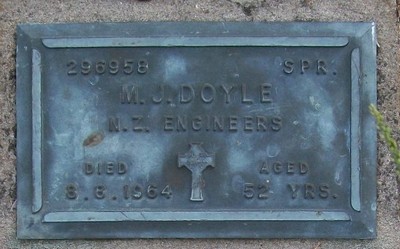 296958 SPR.
M.J.DOYLE
N.Z. ENGINEERS
DIED AGED
8.8.1964 52 YRS.